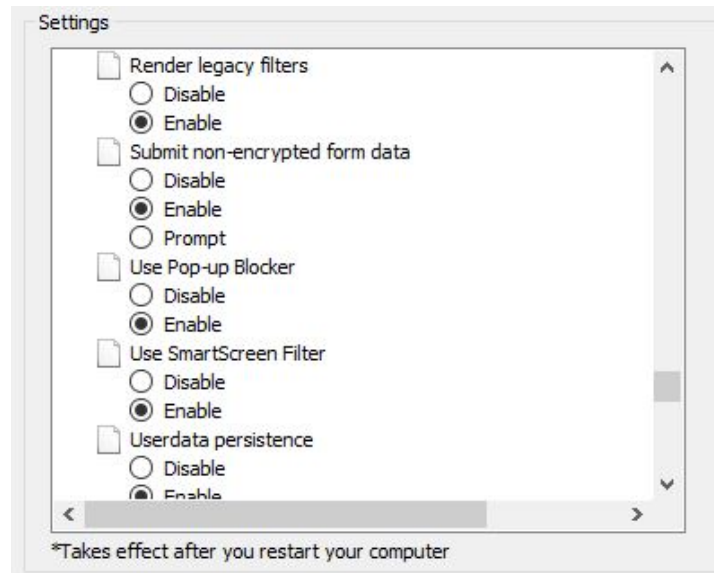 Settings
Render legacy filters
Disable
Enable
Submit non-encrypted form data
Disable
Enable
Prompt
Use Pop-up Blocker
Disable
Enable
Use SmartScreen Filter
Disable
Enable
Userdata persistence
Disable
Enable
*Takes effect after you restart your computer